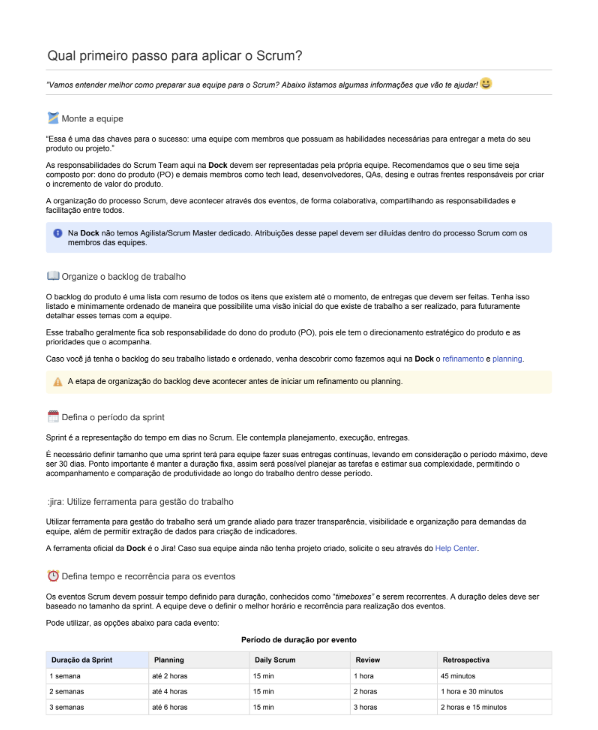 Qual primeiro passo para aplicar o Scrum?
"Vamos entender melhor como preparar sua equipe para o Scrum? Abaixo listamos algumas informações que vão te ajudar! 😀
Monte a equipe
"Essa é uma das chaves para o sucesso: uma equipe com membros que possuam as habilidades necessárias para entregar a meta do seu
produto ou projeto."
As responsabilidades do Scrum Team aqui na Dock devem ser representadas pela própria equipe. Recomendamos que o seu time seja
composto por: dono do produto (PO) e demais membros como tech lead, desenvolvedores, QAs, desing e outras frentes responsáveis por criar
o incremento de valor do produto.
A organização do processo Scrum, deve acontecer através dos eventos, de forma colaborativa, compartilhando as responsabilidades e
facilitação entre todos.
Na Dock não temos Agilista/Scrum Master dedicado. Atribuições desse papel devem ser diluídas dentro do processo Scrum com os
membros das equipes.
Organize o backlog de trabalho
O backlog do produto é uma lista com resumo de todos os itens que existem até o momento, de entregas que devem ser feitas. Tenha isso
listado e minimamente ordenado de maneira que possibilite uma visão inicial do que existe de trabalho a ser realizado, para futuramente
detalhar esses temas com a equipe.
Esse trabalho geralmente fica sob responsabilidade do dono do produto (PO), pois ele tem o direcionamento estratégico do produto e as
prioridades que o acompanha.
Caso você já tenha o backlog do seu trabalho listado e ordenado, venha descobrir como fazemos aqui na Dock o refinamento e planning.
A etapa de organização do backlog deve acontecer antes de iniciar um refinamento ou planning.
Defina o período da sprint
Sprint é a representação do tempo em dias no Scrum. Ele contempla planejamento, execução, entregas.
É necessário definir tamanho que uma sprint terá para equipe fazer suas entregas contínuas, levando em consideração o período máximo, deve
ser 30 dias. Ponto importante é manter a duração fixa, assim será possível planejar as tarefas e estimar sua complexidade, permitindo o
acompanhamento e comparação de produtividade ao longo do trabalho dentro desse período.
:jira: Utilize ferramenta para gestão do trabalho
Utilizar ferramenta para gestão do trabalho será um grande aliado para trazer transparência, visibilidade e organização para demandas da
equipe, além de permitir extração de dados para criação de indicadores.
A ferramenta oficial da Dock é o Jira! Caso sua equipe ainda não tenha projeto criado, solicite o seu através do Help Center.
Defina tempo e recorrência para os eventos
Os eventos Scrum devem possuir tempo definido para duração, conhecidos como "timeboxes" e serem recorrentes. A duração deles deve ser
baseado no tamanho da sprint. A equipe deve o definir o melhor horário e recorrência para realização dos eventos.
Pode utilizar, as opções abaixo para cada evento:
Período de duração por evento
Duração da Sprint Planning Daily Scrum Review Retrospectiva
1 semana até 2 horas 15 min 1 hora 45 minutos
2 semanas até 4 horas 15 min 2 horas 1 hora e 30 minutos
3 semanas até 6 horas 15 min 3 horas 2 horas e 15 minutos